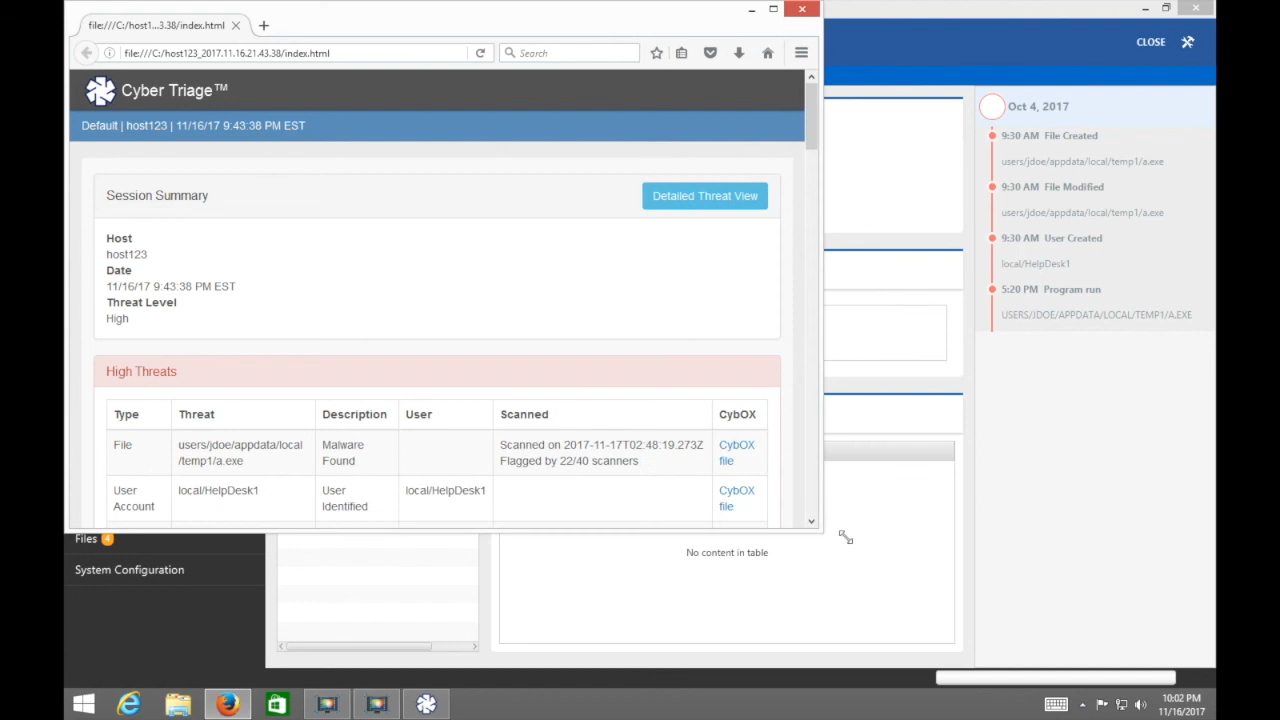 file:///C:/host1...3.38/index.html
file:///C:/host123_2017.11.16.21.43.38/index.html
Search
Cyber Triage™
Default | host123 | 11/16/17 9:43:38 PM EST
Session Summary
Detailed Threat View
Host
host123
Date
11/16/17 9:43:38 PM EST
Threat Level
High
High Threats
Type Threat Description User Scanned CybOX
File users/jdoe/appdata/local Malware Scanned on 2017-11-17T02:48:19.273Z CybOX
/temp1/a.exe Found Flagged by 22/40 scanners file
User local/HelpDesk1 User local/HelpDesk1 CybOX
Account Identified file
CLOSE
Oct 4, 2017
9:30 AM File Created
users/jdoe/appdata/local/temp1/a.exe
9:30 AM File Modified
users/jdoe/appdata/local/temp1/a.exe
9:30 AM User Created
local/HelpDesk1
5:20 PM Program run
USERS/JDOE/APPDATA/LOCAL/TEMP1/A.EXE
Files 4
System Configuration
No content in table
10:02 PM
11/16/2017